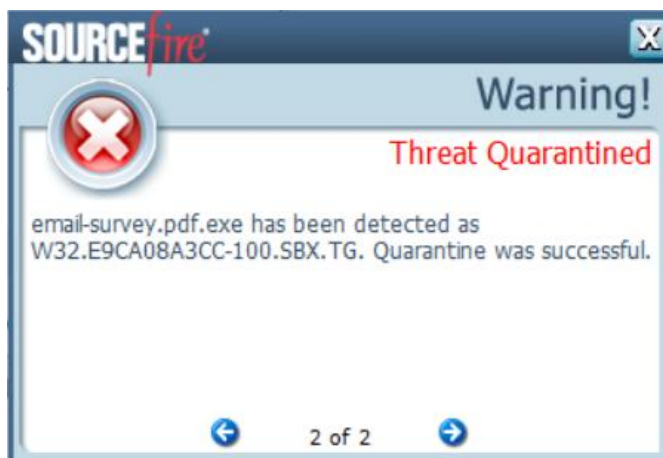 SOURCEfire
X
Warning!
Threat Quarantined
email-survey.pdf.exe has been detected as
W32.E9CA08A3CC-100.SBX.TG. Quarantine was successful.
2 of 2